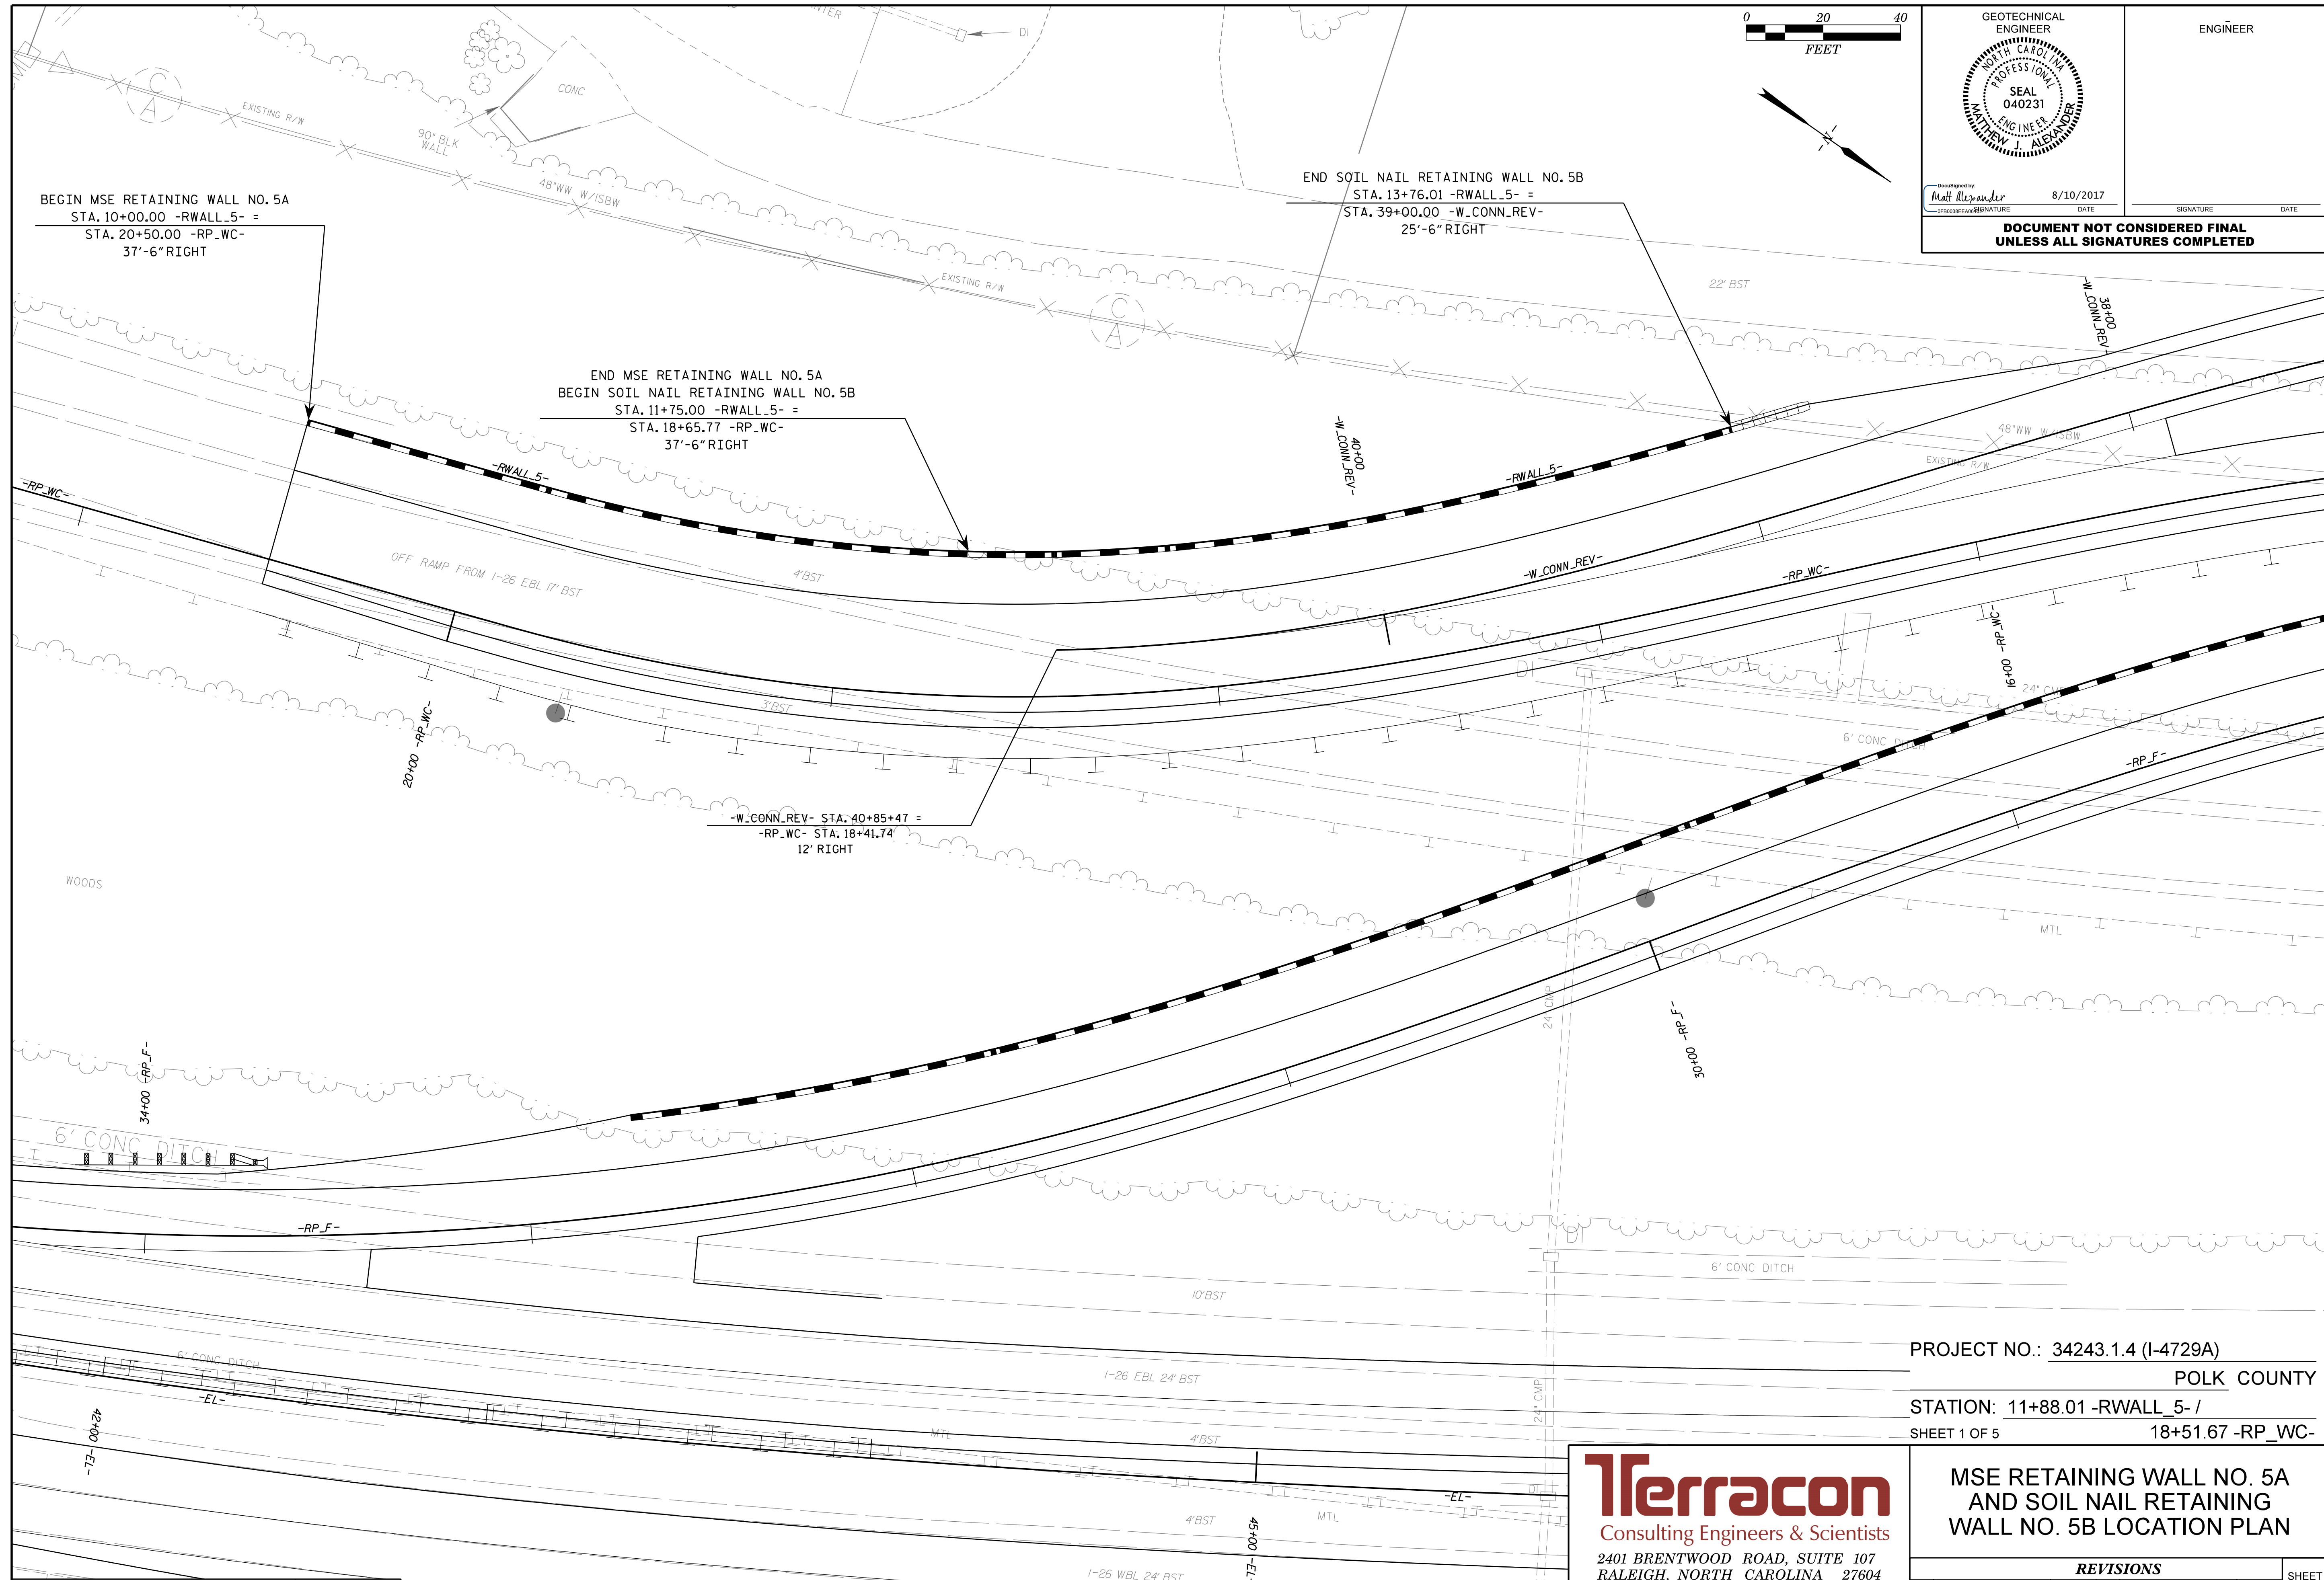 0 20 40
FEET
-N-
GEOTECHNICAL
ENGINEER
NORTH CAROLINA
PROFESSIONAL
SEAL
040231
ENGINEER
MATTHEW J. ALEXANDER
DocuSigned by:
Matt Alexander
8/10/2017
SIGNATURE DATE
ENGINEER
SIGNATURE DATE
DOCUMENT NOT CONSIDERED FINAL
UNLESS ALL SIGNATURES COMPLETED
DI
CONC
C
A
EXISTING R/W
90" BLK
WALL
48"WW W/ISBW
BEGIN MSE RETAINING WALL NO. 5A
STA. 10+00.00 -RWALL_5- =
STA. 20+50.00 -RP_WC-
37'-6" RIGHT
END SOIL NAIL RETAINING WALL NO. 5B
STA. 13+76.01 -RWALL_5- =
STA. 39+00.00 -W_CONN_REV-
25'-6" RIGHT
EXISTING R/W
C
A
22' BST
38+00
-W_CONN_REV-
END MSE RETAINING WALL NO. 5A
BEGIN SOIL NAIL RETAINING WALL NO. 5B
STA. 11+75.00 -RWALL_5- =
STA. 18+65.77 -RP_WC-
37'-6" RIGHT
40+00
-W_CONN_REV-
48"WW W/ISBW
EXISTING R/W
-RWALL_5-
-RWALL_5-
-RP_WC-
OFF RAMP FROM I-26 EBL 17' BST
4'BST
-W_CONN_REV-
-RP_WC-
16+00 -RP_WC-
DI
24" CMP
3'BST
20+00 -RP_WC-
6' CONC DITCH
-RP_F-
-W_CONN_REV- STA. 40+85+47 =
-RP_WC- STA. 18+41.74
12' RIGHT
WOODS
MTL
24" CMP
30+00 -RP_F-
34+00 -RP_F-
6' CONC DITCH
-RP_F-
DI
6' CONC DITCH
10'BST
6' CONC DITCH
I-26 EBL 24' BST
-EL-
24" CMP
MTL
4'BST
42+00 -EL-
-EL-
DI
4'BST
MTL
45+00 -EL-
I-26 WBL 24' BST
PROJECT NO.: 34243.1.4 (I-4729A)
POLK COUNTY
STATION: 11+88.01 -RWALL_5- /
SHEET 1 OF 5 18+51.67 -RP_WC-
Terracon
Consulting Engineers & Scientists
2401 BRENTWOOD ROAD, SUITE 107
RALEIGH, NORTH CAROLINA 27604
MSE RETAINING WALL NO. 5A
AND SOIL NAIL RETAINING
WALL NO. 5B LOCATION PLAN
REVISIONS
SHEET